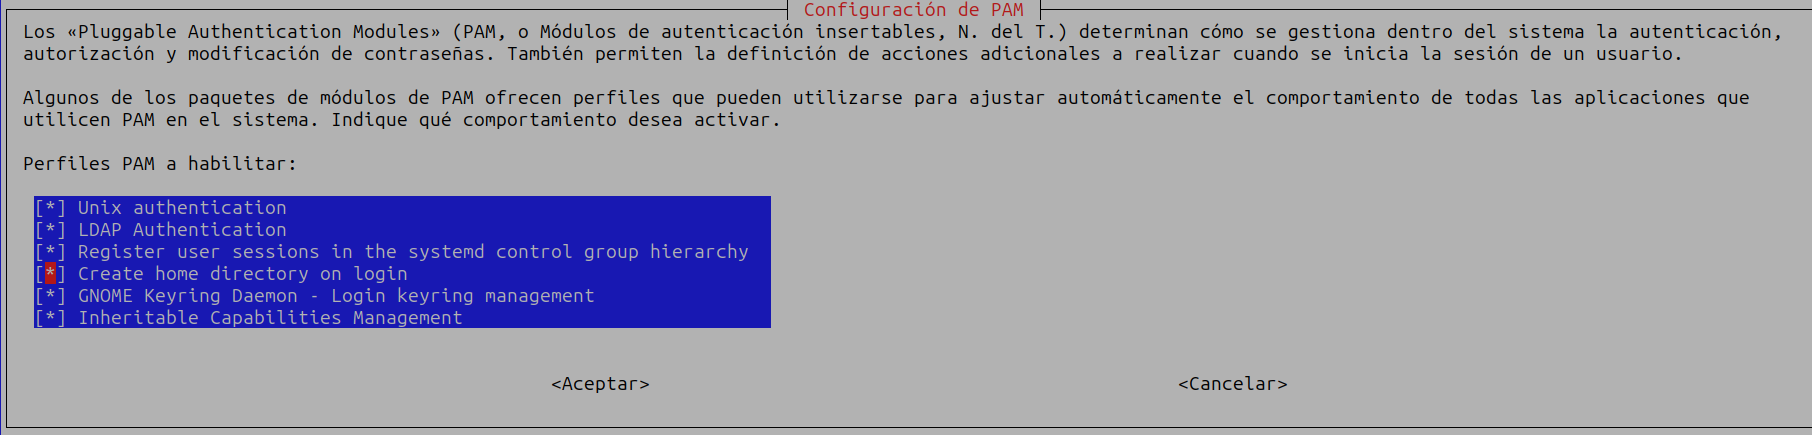 Configuración de PAM
Los «Pluggable Authentication Modules» (PAM, o Módulos de autenticación insertables, N. del T.) determinan cómo se gestiona dentro del sistema la autenticación,
autorización y modificación de contraseñas. También permiten la definición de acciones adicionales a realizar cuando se inicia la sesión de un usuario.
Algunos de los paquetes de módulos de PAM ofrecen perfiles que pueden utilizarse para ajustar automáticamente el comportamiento de todas las aplicaciones que
utilicen PAM en el sistema. Indique qué comportamiento desea activar.
Perfiles PAM a habilitar:
[*] Unix authentication
[*] LDAP Authentication
[*] Register user sessions in the systemd control group hierarchy
[*] Create home directory on login
[*] GNOME Keyring Daemon - Login keyring management
[*] Inheritable Capabilities Management
<Aceptar> <Cancelar>